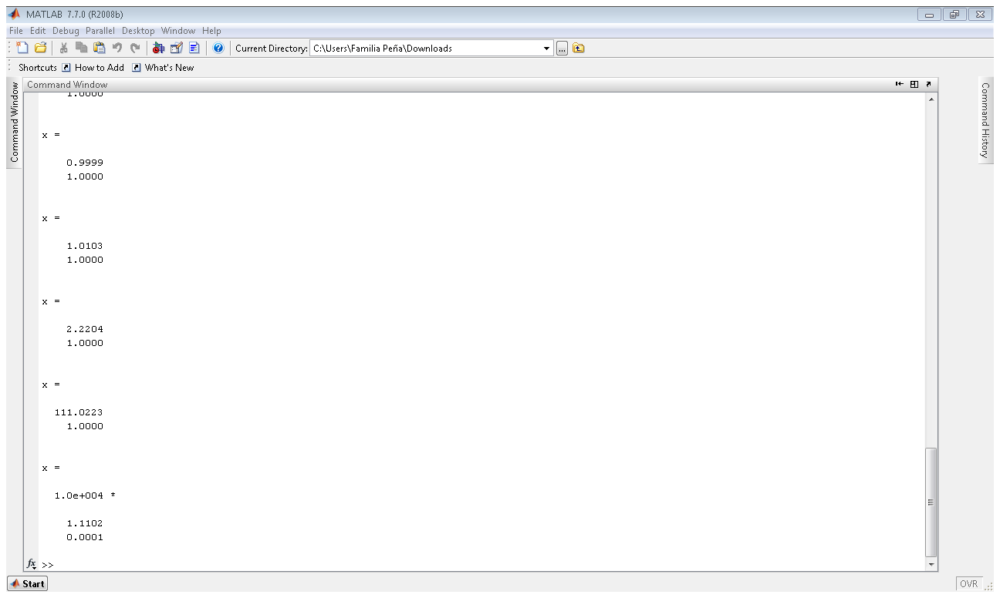 MATLAB 7.7.0 (R2008b)
File Edit Debug Parallel Desktop Window Help
Current Directory: C:\Users\Familia Peña\Downloads
Shortcuts How to Add What's New
Command Window
Command Window
Command History
1.0000
x =
0.9999
1.0000
x =
1.0103
1.0000
x =
2.2204
1.0000
x =
111.0223
1.0000
x =
1.0e+004 *
1.1102
0.0001
fx >>
Start
OVR